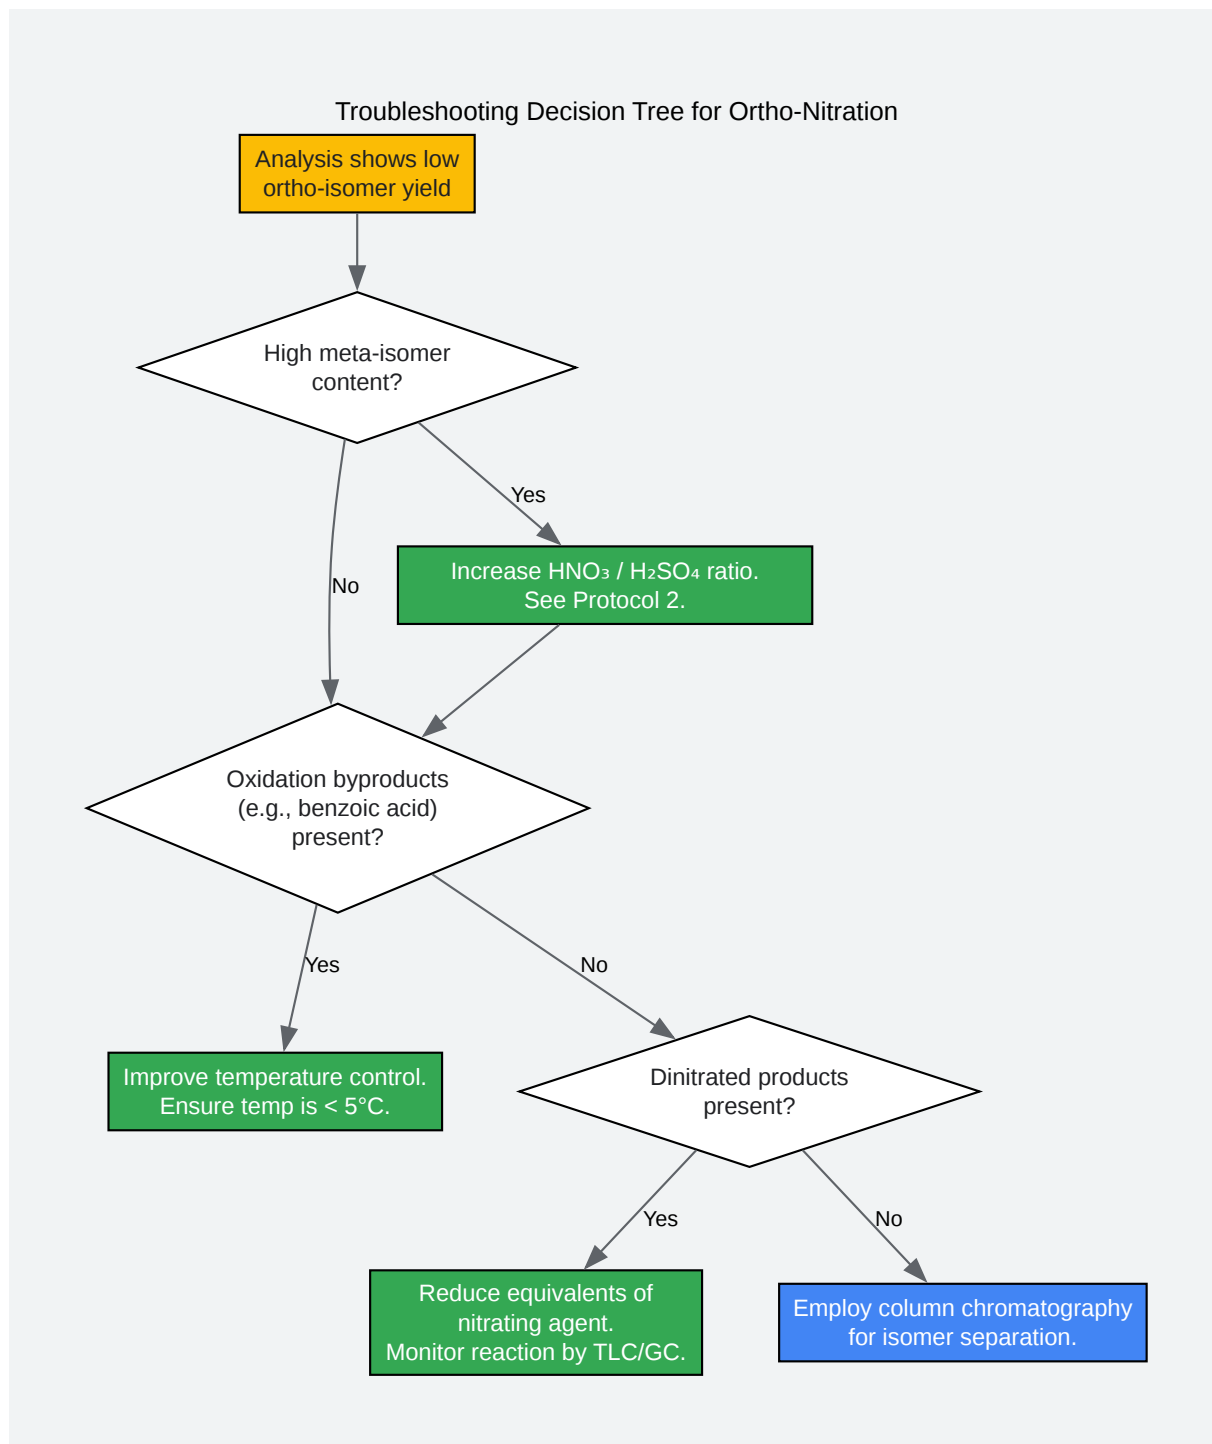 Troubleshooting Decision Tree for Ortho-Nitration
Analysis shows low
ortho-isomer yield
High meta-isomer
content?
Yes
Increase HNO₃ / H₂SO₄ ratio.
See Protocol 2.
No
Oxidation byproducts
(e.g., benzoic acid)
present?
Yes
No
Improve temperature control.
Ensure temp is < 5°C.
Dinitrated products
present?
Yes
No
Reduce equivalents of
nitrating agent.
Monitor reaction by TLC/GC.
Employ column chromatography
for isomer separation.